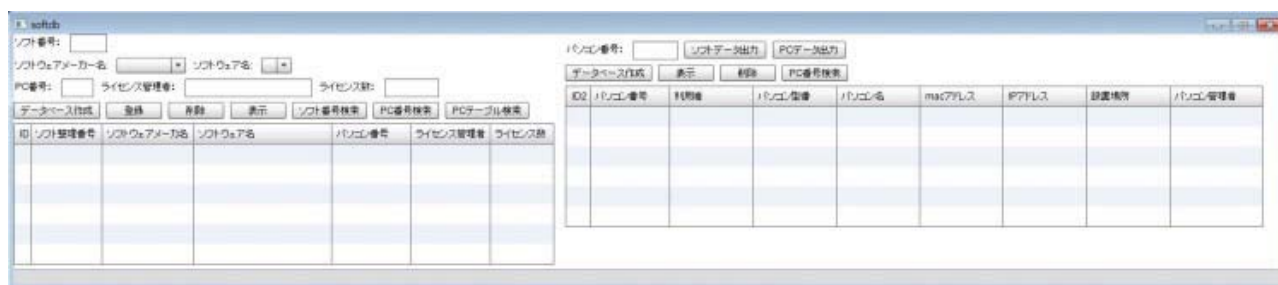 softdb
ソフト番号:
ソフトウェアメーカー名: ソフトウェア名:
PC番号: ライセンス管理者: ライセンス数:
データベース作成 登録 削除 表示 ソフト番号検索 PC番号検索 PCテーブル検索
ID ソフト整理番号 ソフトウェアメーカ名 ソフトウェア名 パソコン番号 ライセンス管理者 ライセンス数
パソコン番号: ソフトデータ出力 PCデータ出力
データベース作成 表示 削除 PC番号検索
ID2 パソコン番号 利用者 パソコン型番 パソコン名 macアドレス IPアドレス 設置場所 パソコン管理者